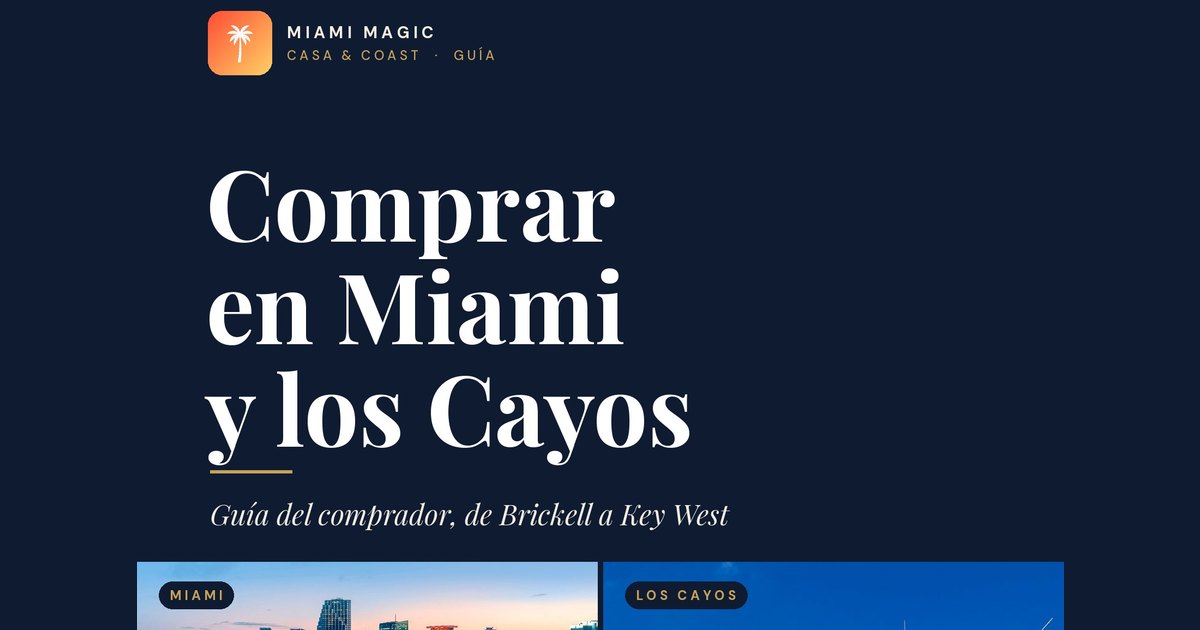 MIAMI MAGIC
CASA & COAST · GUÍA
Comprar
en Miami
y los Cayos
Guía del comprador, de Brickell a Key West
MIAMI
LOS CAYOS